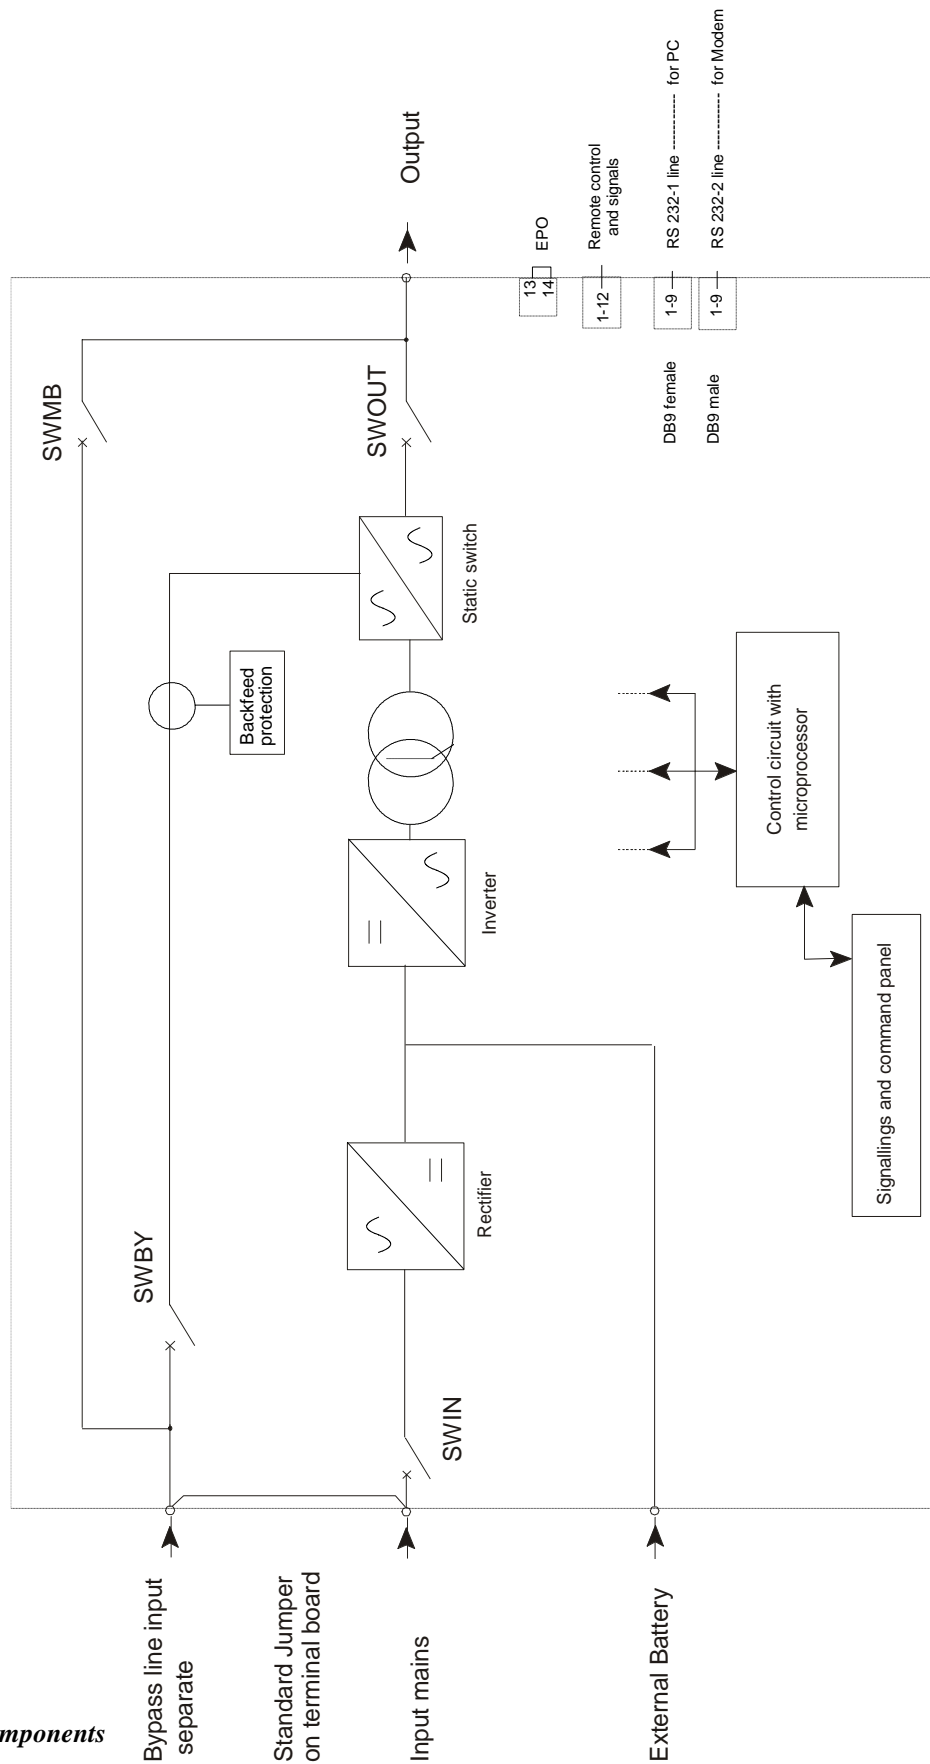 mponents
Bypass line input
separate
Standard Jumper
on terminal board
Input mains
External Battery
SWBY
SWIN
Rectifier
Inverter
Backfeed
protection
Static switch
SWMB
SWOUT
Output
13
14
EPO
1-12
Remote control
and signals
DB9 female
1-9
RS 232-1 line ---------- for PC
DB9 male
1-9
RS 232-2 line ---------- for Modem
Control circuit with
microprocessor
Signallings and command panel